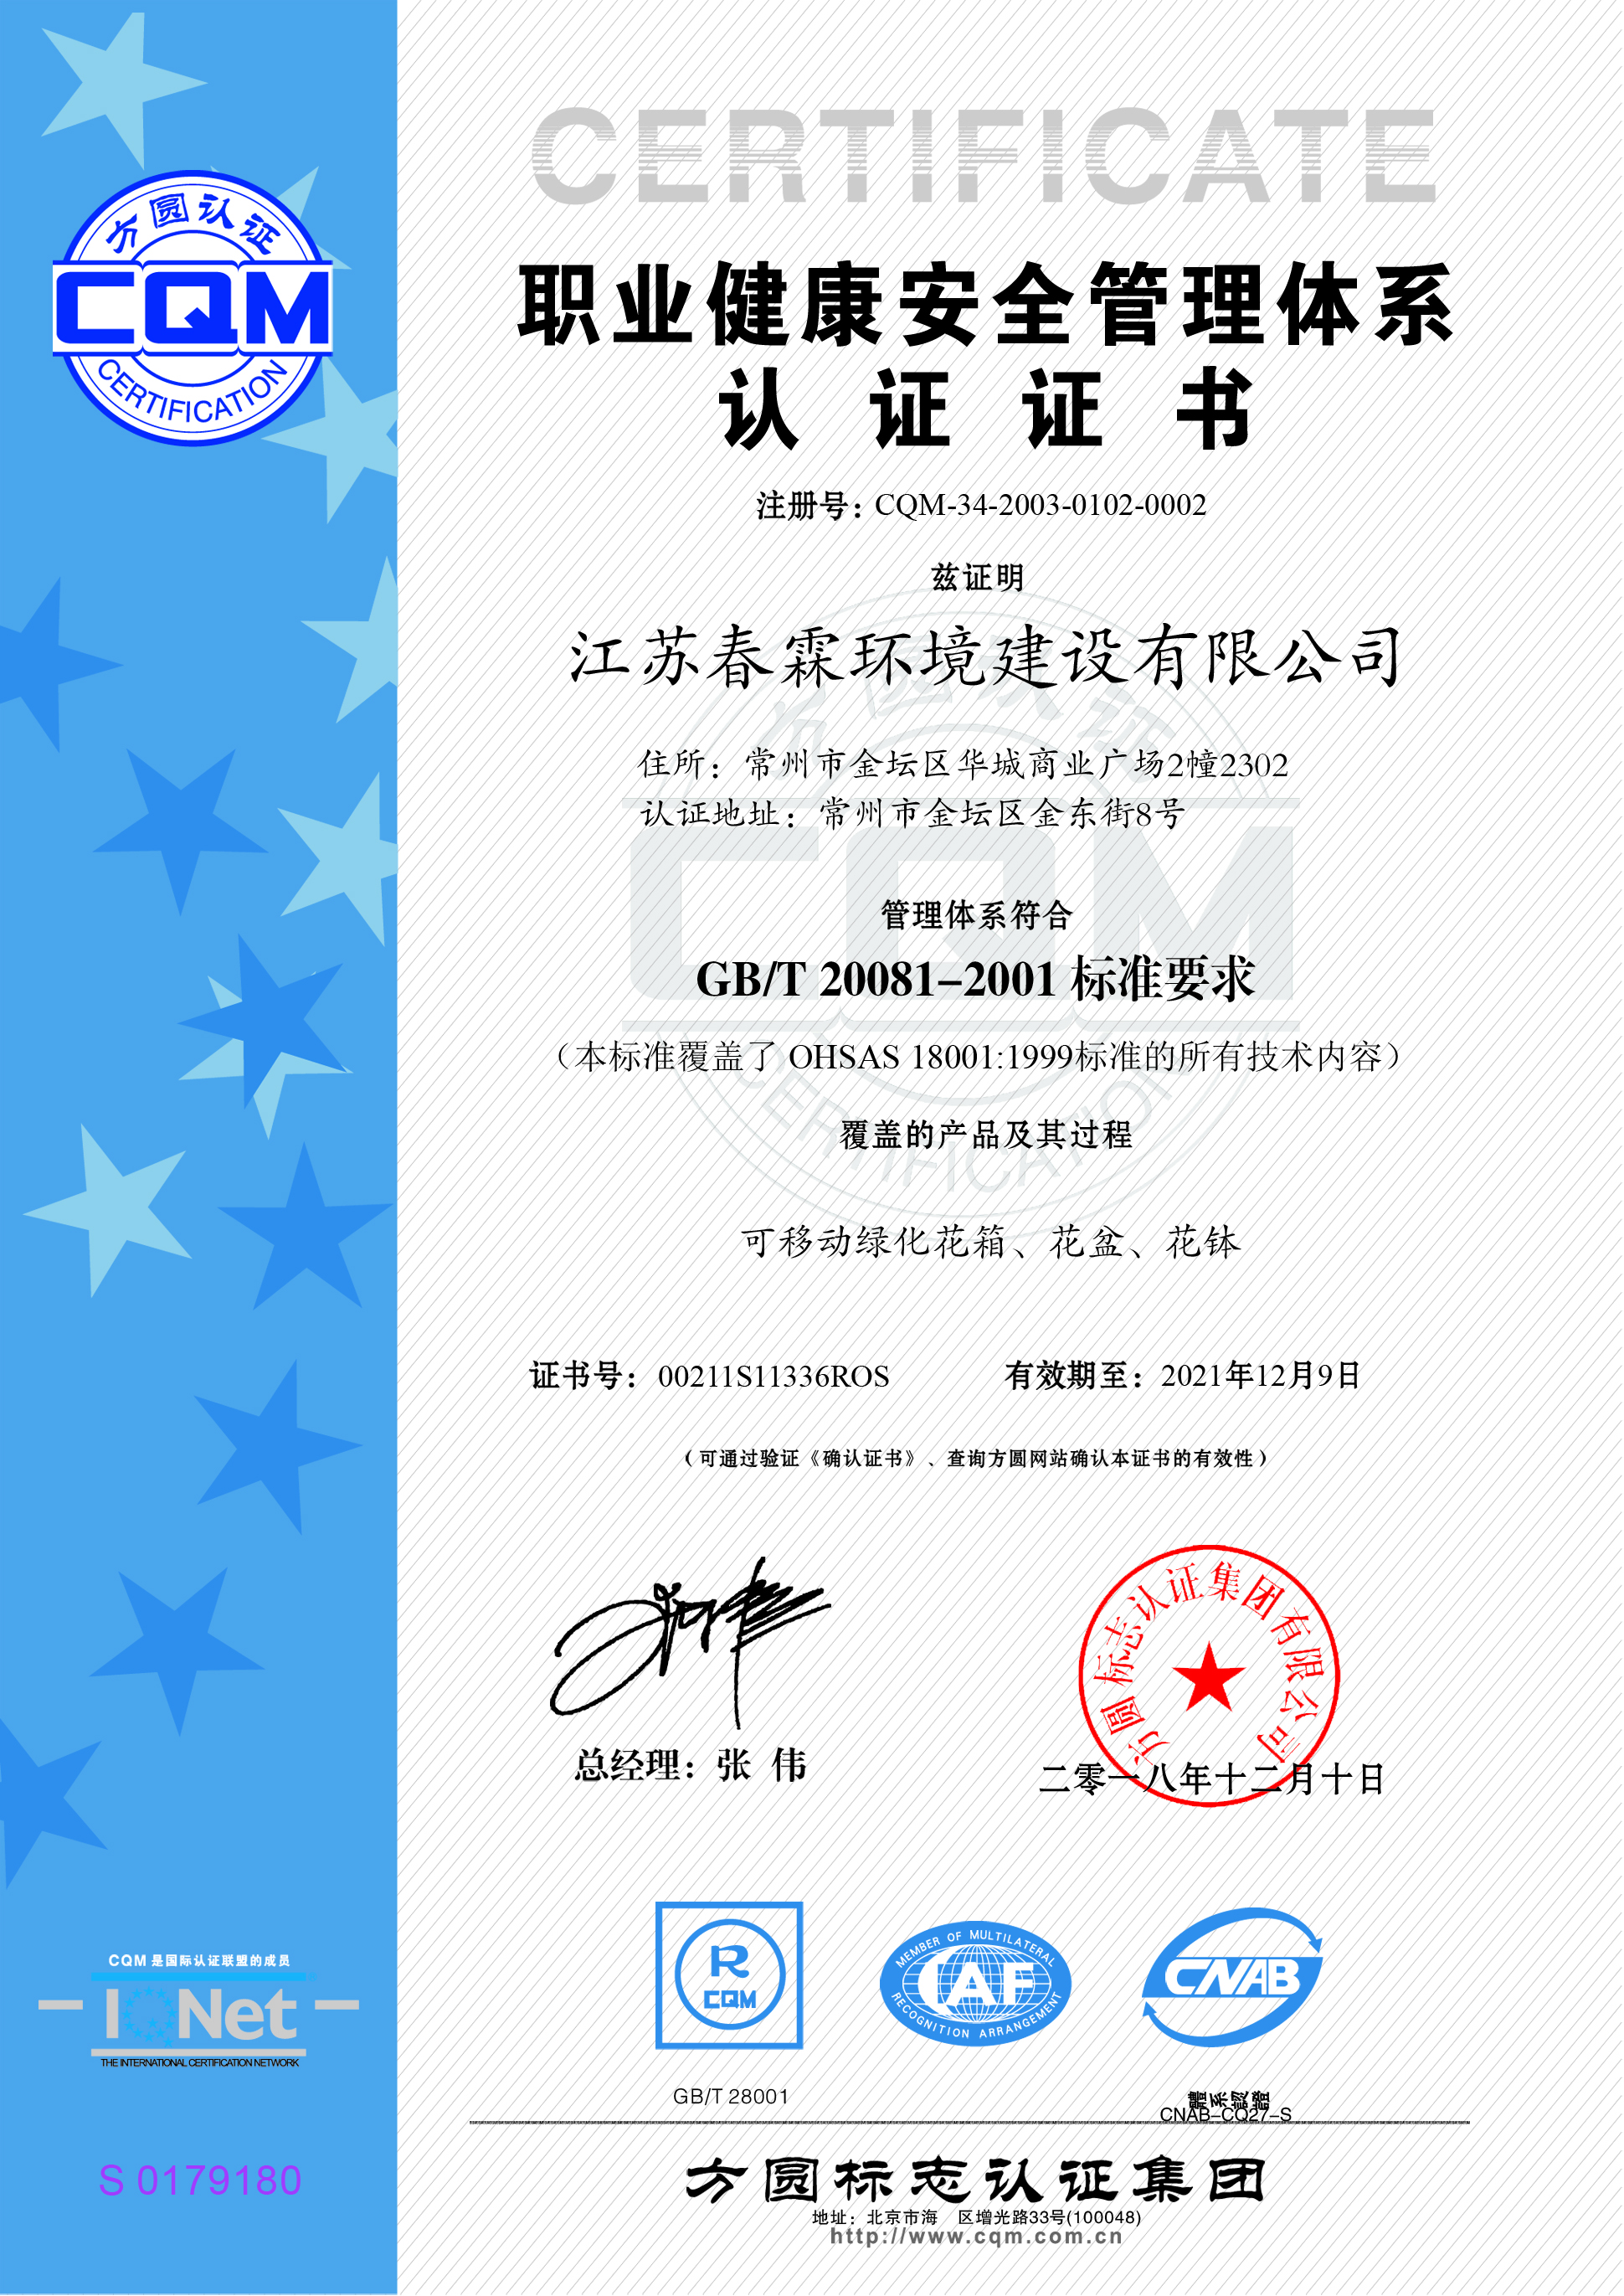 CERTIFICATE
方圆认证
CQM
CERTIFICATION
职业健康安全管理体系
认证证书
注册号：CQM-34-2003-0102-0002
兹证明
江苏春霖环境建设有限公司
住所：常州市金坛区华城商业广场2幢2302
认证地址：常州市金坛区金东街8号
管理体系符合
GB/T 20081-2001 标准要求
（本标准覆盖了 OHSAS 18001:1999标准的所有技术内容）
覆盖的产品及其过程
可移动绿化花箱、花盆、花钵
方圆认证
CQM
CERTIFICATION
证书号：00211S11336ROS 有效期至：2021年12月9日
（可通过验证《确认证书》、查询方圆网站确认本证书的有效性）
方圆标志认证集团有限公司
总经理：张 伟
二零一八年十二月十日
R
CQM
MEMBER OF MULTILATERAL
IAF
RECOGNITION ARRANGEMENT
CNAB
CQM 是国际认证联盟的成员
IQNet
THE INTERNATIONAL CERTIFICATION NETWORK
GB/T 28001
CNAB-CQ27-S
S 0179180
方圆标志认证集团
地址：北京市海 区增光路33号(100048)
http://www.cqm.com.cn